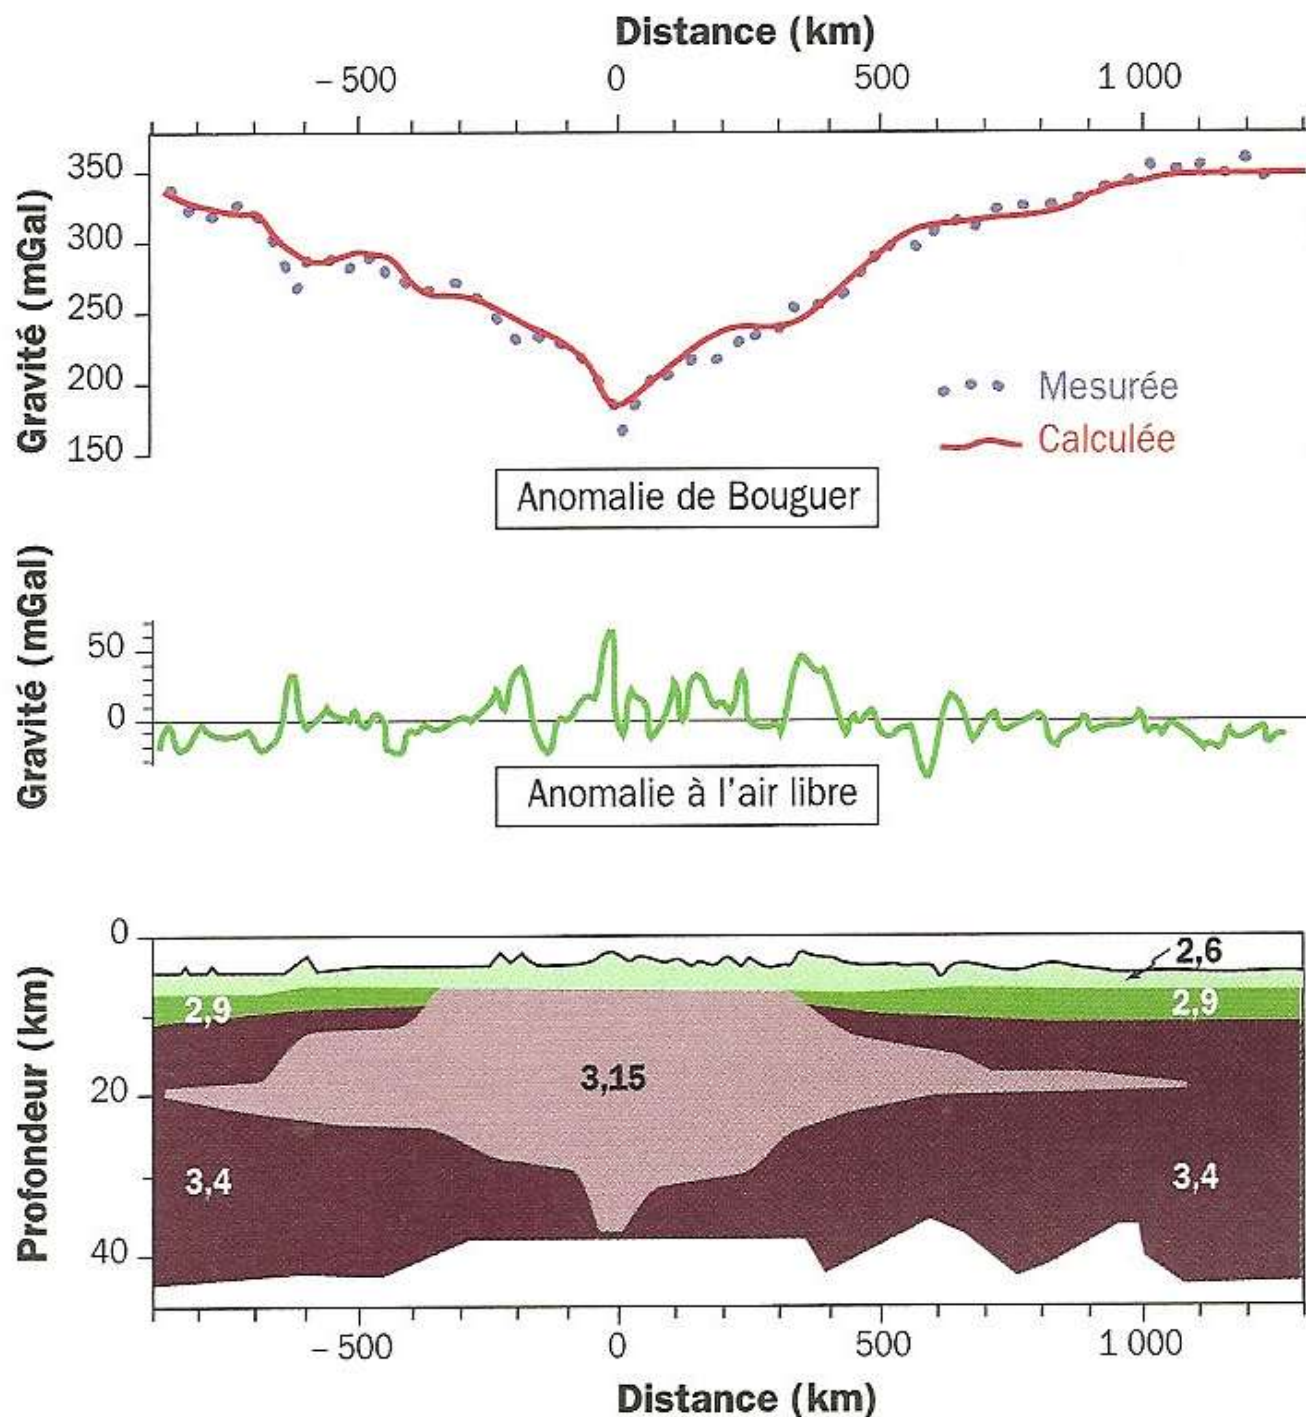 Distance (km)
– 500 0 500 1 000
Gravité (mGal)
350
300
250
200
150
Mesurée
Calculée
Anomalie de Bouguer
Gravité (mGal)
50
0
Anomalie à l'air libre
Profondeur (km)
0
20
40
2,6
2,9 2,9
3,15
3,4 3,4
– 500 0 500 1 000
Distance (km)